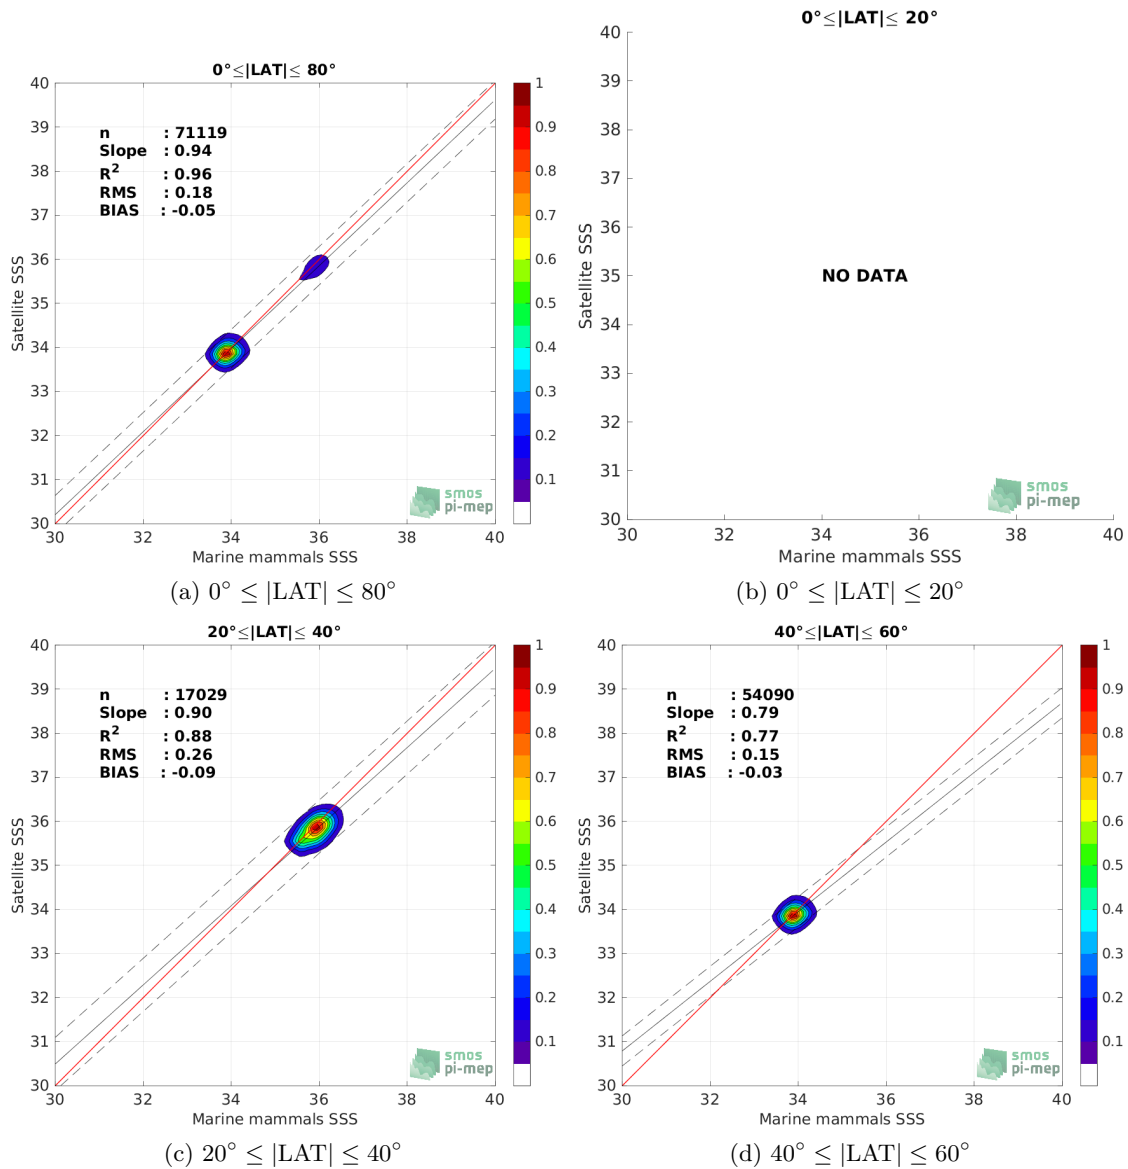 0°≤|LAT|≤ 80°
n : 71119
Slope : 0.94
R² : 0.96
RMS : 0.18
BIAS : -0.05
40
39
38
37
36
35
34
33
32
31
30
Satellite SSS
30 32 34 36 38 40
Marine mammals SSS
1
0.9
0.8
0.7
0.6
0.5
0.4
0.3
0.2
0.1
smos
pi-mep
(a) 0° ≤ |LAT| ≤ 80°
0°≤|LAT|≤ 20°
40
39
38
37
36
35
34
33
32
31
30
Satellite SSS
NO DATA
smos
pi-mep
30 32 34 36 38 40
Marine mammals SSS
(b) 0° ≤ |LAT| ≤ 20°
20°≤|LAT|≤ 40°
n : 17029
Slope : 0.90
R² : 0.88
RMS : 0.26
BIAS : -0.09
40
39
38
37
36
35
34
33
32
31
30
Satellite SSS
30 32 34 36 38 40
Marine mammals SSS
1
0.9
0.8
0.7
0.6
0.5
0.4
0.3
0.2
0.1
smos
pi-mep
(c) 20° ≤ |LAT| ≤ 40°
40°≤|LAT|≤ 60°
n : 54090
Slope : 0.79
R² : 0.77
RMS : 0.15
BIAS : -0.03
40
39
38
37
36
35
34
33
32
31
30
Satellite SSS
30 32 34 36 38 40
Marine mammals SSS
1
0.9
0.8
0.7
0.6
0.5
0.4
0.3
0.2
0.1
smos
pi-mep
(d) 40° ≤ |LAT| ≤ 60°